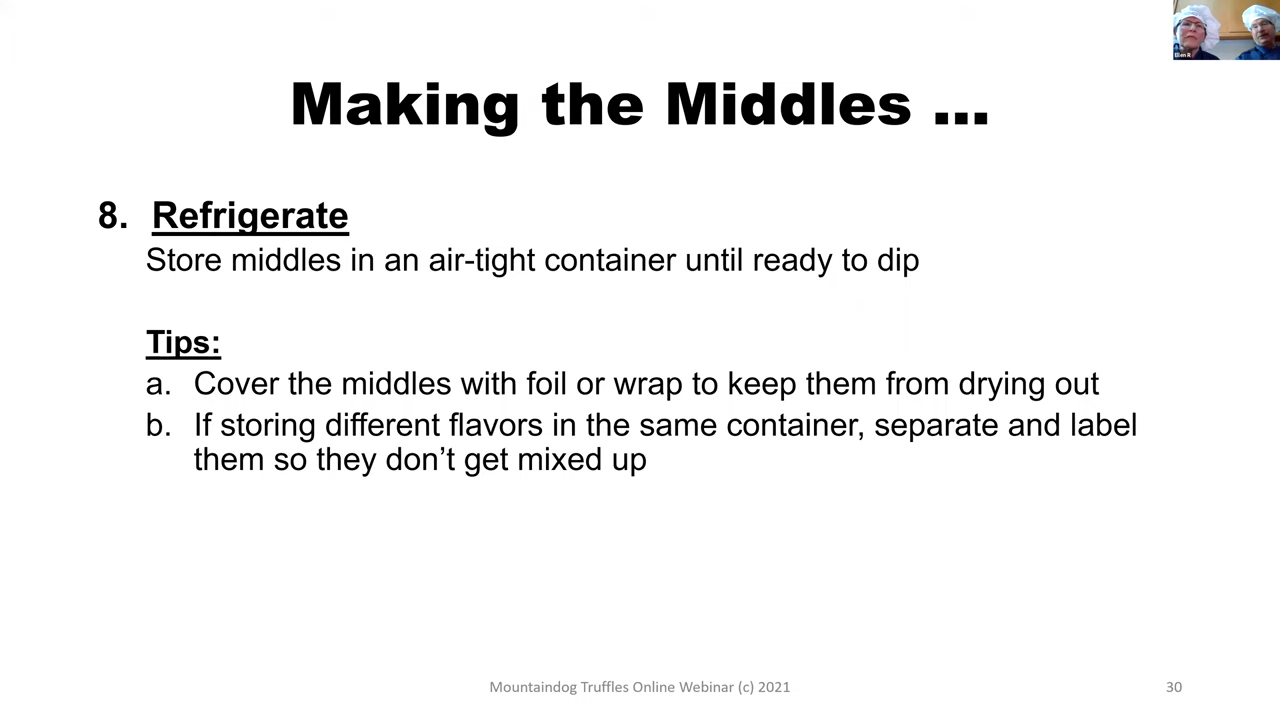 Ellen R
Making the Middles ...
8. Refrigerate
Store middles in an air-tight container until ready to dip
Tips:
a. Cover the middles with foil or wrap to keep them from drying out
b. If storing different flavors in the same container, separate and label
them so they don’t get mixed up
Mountaindog Truffles Online Webinar (c) 2021
30